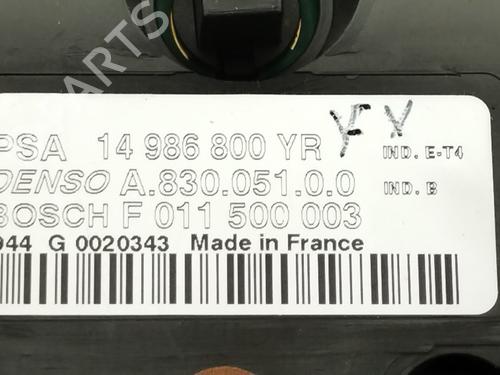 PARTS
PSA 14 986 800 YR IND. E-T4
DENSO A.830.051.0.0 IND. B
BOSCH F 011 500 003
944 G 0020343 Made in France